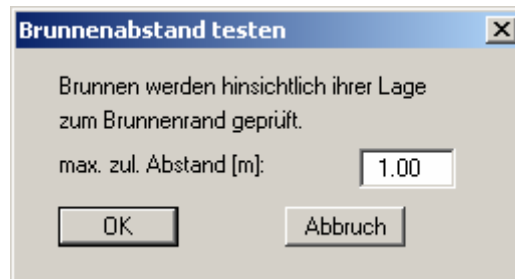 Brunnenabstand testen
Brunnen werden hinsichtlich ihrer Lage
zum Brunnenrand geprüft.
max. zul. Abstand [m]: 1.00
OK Abbruch